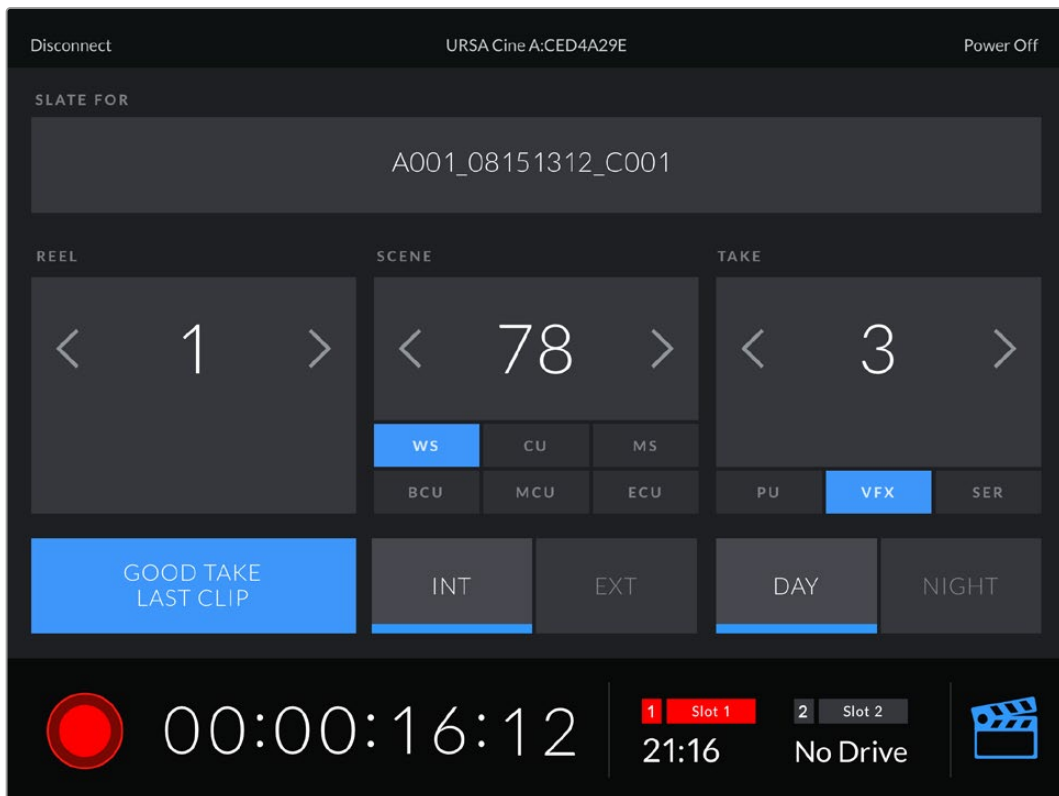 Disconnect
URSA Cine A:CED4A29E
Power Off
SLATE FOR
A001_08151312_C001
REEL
SCENE
TAKE
1
78
3
WS
CU
MS
BCU
MCU
ECU
PU
VFX
SER
GOOD TAKE
LAST CLIP
INT
EXT
DAY
NIGHT
00:00:16:12
1
Slot 1
21:16
2
Slot 2
No Drive